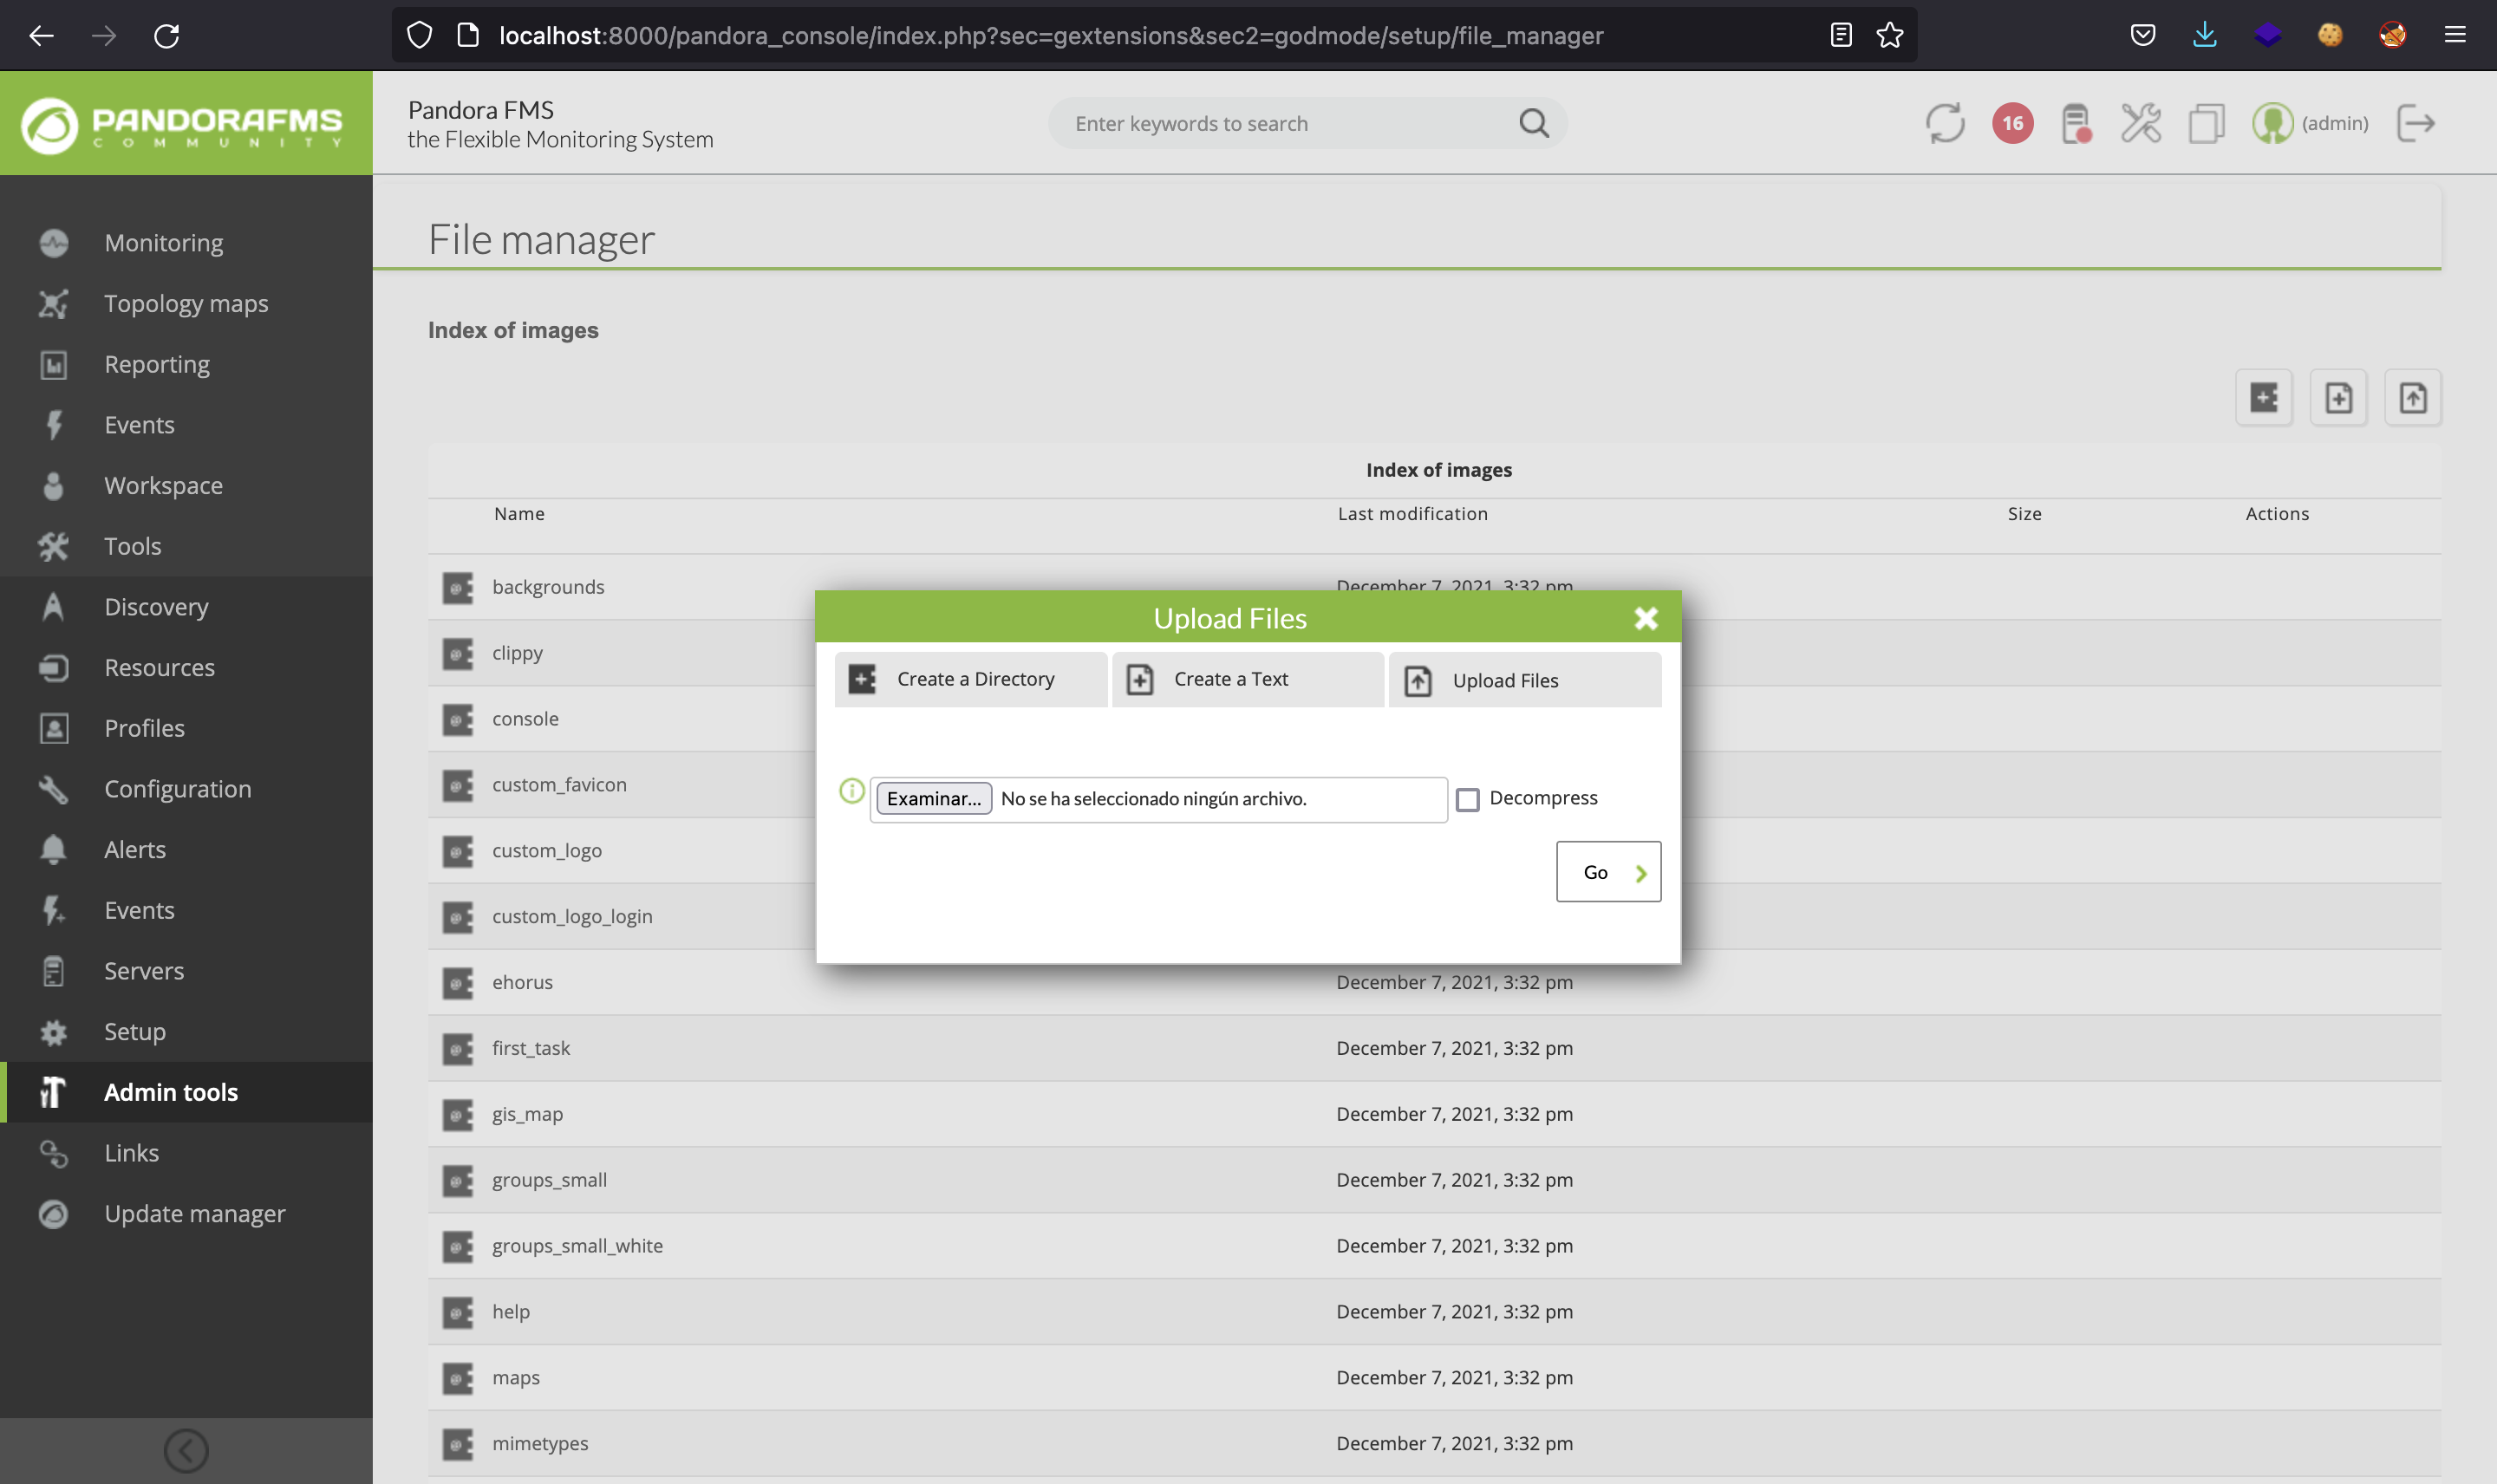 localhost:8000/pandora_console/index.php?sec=gextensions&sec2=godmode/setup/file_manager
PANDORAFMS
COMMUNITY
Pandora FMS
the Flexible Monitoring System
Enter keywords to search
16
(admin)
Monitoring
Topology maps
Reporting
Events
Workspace
Tools
Discovery
Resources
Profiles
Configuration
Alerts
Events
Servers
Setup
Admin tools
Links
Update manager
File manager
Index of images
Index of images
Name Last modification Size Actions
backgrounds December 7, 2021, 3:32 pm
clippy
console
custom_favicon
custom_logo
custom_logo_login
ehorus December 7, 2021, 3:32 pm
first_task December 7, 2021, 3:32 pm
gis_map December 7, 2021, 3:32 pm
groups_small December 7, 2021, 3:32 pm
groups_small_white December 7, 2021, 3:32 pm
help December 7, 2021, 3:32 pm
maps December 7, 2021, 3:32 pm
mimetypes December 7, 2021, 3:32 pm
Upload Files
Create a Directory Create a Text Upload Files
Examinar... No se ha seleccionado ningún archivo. Decompress
Go